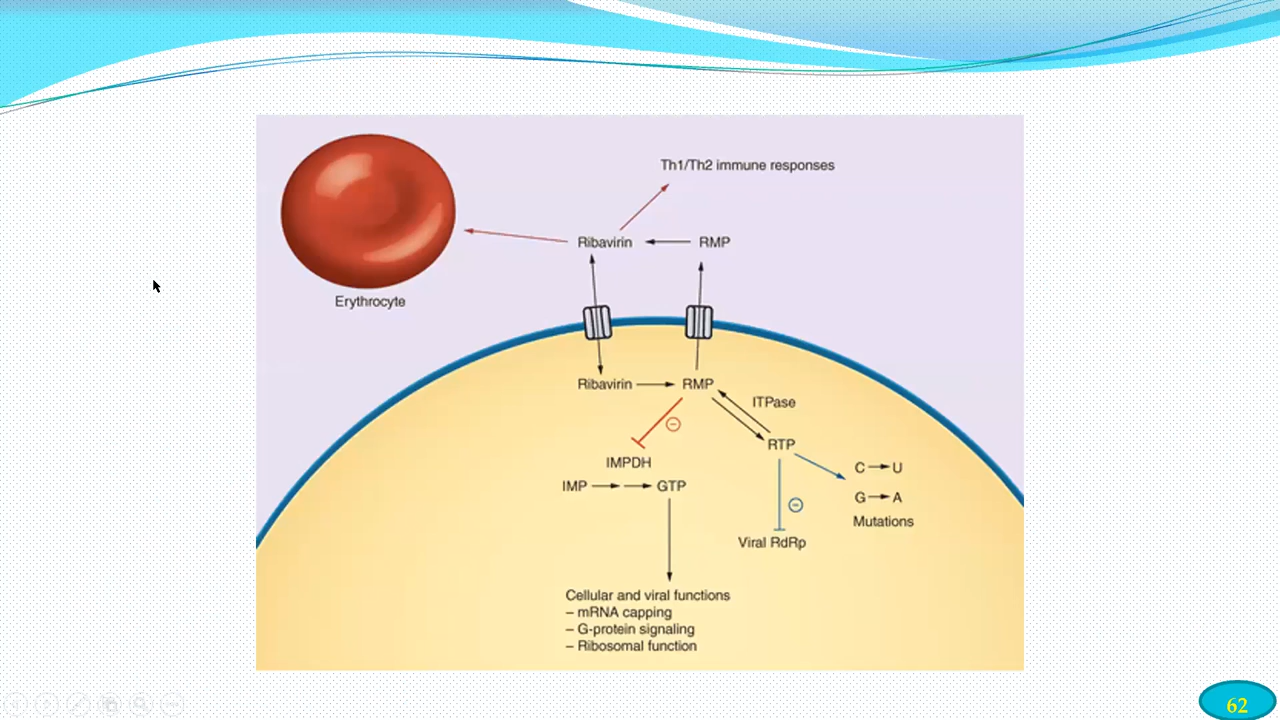 Th1/Th2 immune responses
Ribavirin
RMP
Erythrocyte
Ribavirin
RMP
ITPase
RTP
IMPDH
C → U
IMP → → GTP
G → A
Mutations
Viral RdRp
Cellular and viral functions
– mRNA capping
– G-protein signaling
– Ribosomal function
62